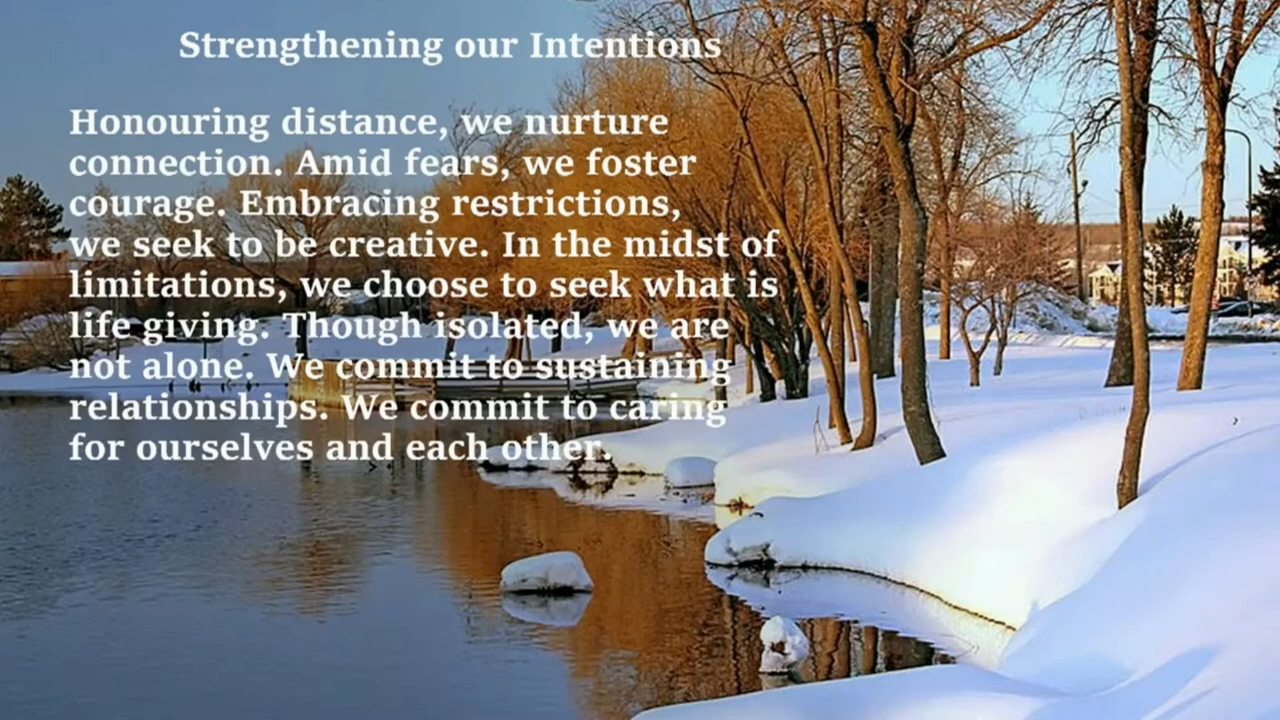 Strengthening our Intentions
Honouring distance, we nurture
connection. Amid fears, we foster
courage. Embracing restrictions,
we seek to be creative. In the midst of
limitations, we choose to seek what is
life giving. Though isolated, we are
not alone. We commit to sustaining
relationships. We commit to caring
for ourselves and each other.